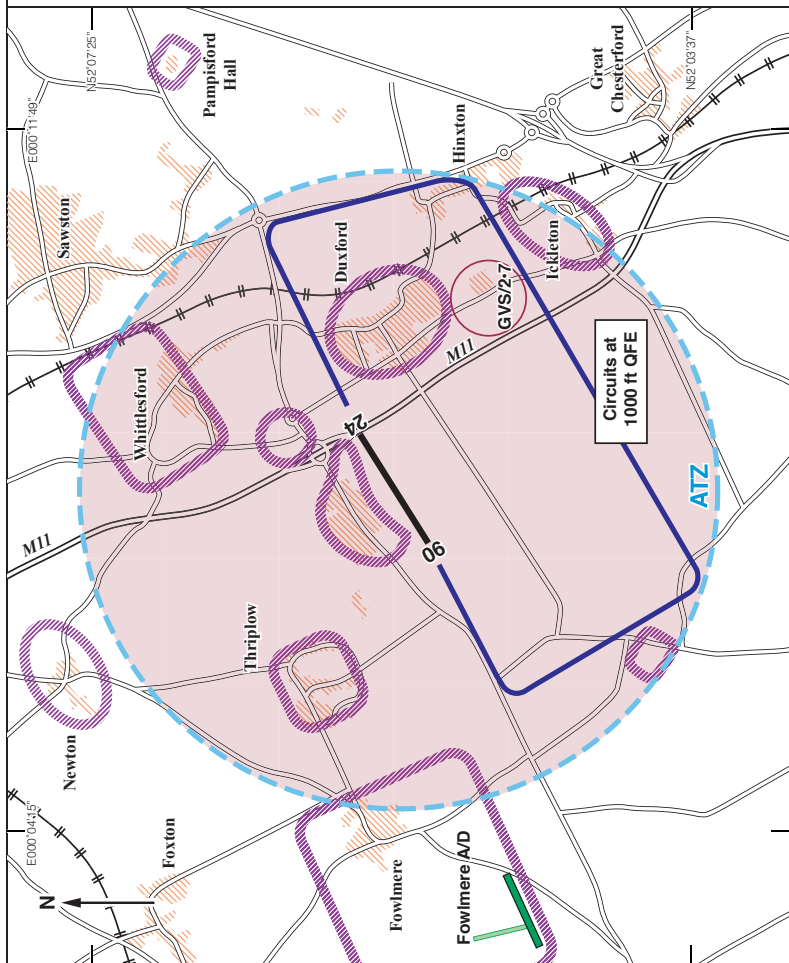 N52°07'25"
E000°11'49"
Pampisford
Hall
N52°03'37"
Great
Chesterford
Sawston
Hinxton
Duxford
Ickleton
GVS/2·7
M11
Whittlesford
24
Circuits at
1000 ft QFE
ATZ
M11
06
Thriplow
Newton
E000°04'15"
Foxton
N
Fowlmere
Fowlmere A/D